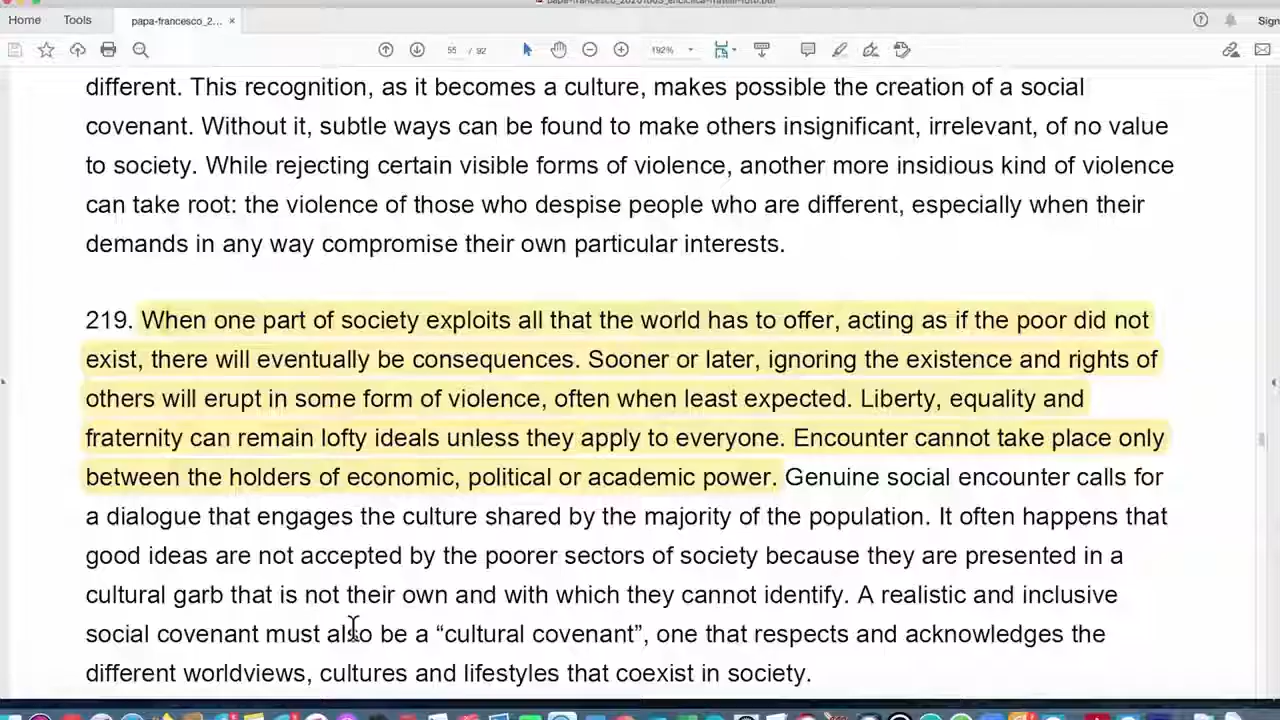 papa-francesco_20201003_enciclica-fratelli-tutti.pdf
Home Tools papa-francesco_2... × Sign
55 / 92 192%
different. This recognition, as it becomes a culture, makes possible the creation of a social
covenant. Without it, subtle ways can be found to make others insignificant, irrelevant, of no value
to society. While rejecting certain visible forms of violence, another more insidious kind of violence
can take root: the violence of those who despise people who are different, especially when their
demands in any way compromise their own particular interests.
219. When one part of society exploits all that the world has to offer, acting as if the poor did not
exist, there will eventually be consequences. Sooner or later, ignoring the existence and rights of
others will erupt in some form of violence, often when least expected. Liberty, equality and
fraternity can remain lofty ideals unless they apply to everyone. Encounter cannot take place only
between the holders of economic, political or academic power. Genuine social encounter calls for
a dialogue that engages the culture shared by the majority of the population. It often happens that
good ideas are not accepted by the poorer sectors of society because they are presented in a
cultural garb that is not their own and with which they cannot identify. A realistic and inclusive
social covenant must also be a “cultural covenant”, one that respects and acknowledges the
different worldviews, cultures and lifestyles that coexist in society.